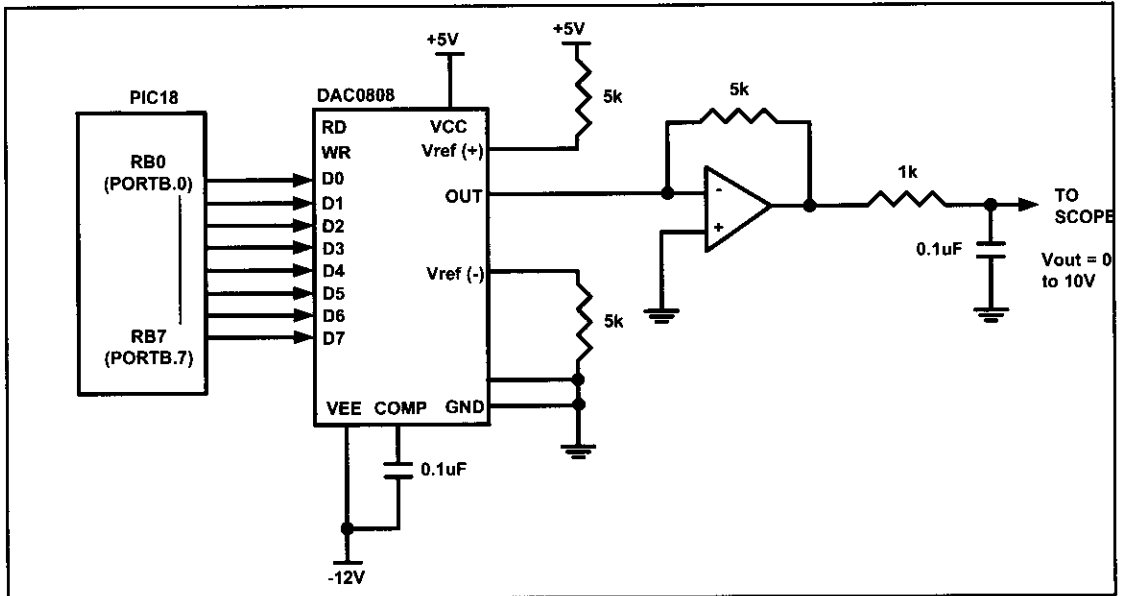 +5V
+5V
PIC18
DAC0808
5k
5k
RD
VCC
WR
Vref (+)
RB0
(PORTB.0)
D0
OUT
D1
D2
D3
D4
D5
D6
D7
Vref (-)
RB7
(PORTB.7)
5k
-
+
1k
TO
SCOPE
0.1uF
Vout = 0
to 10V
VEE
COMP
GND
0.1uF
-12V